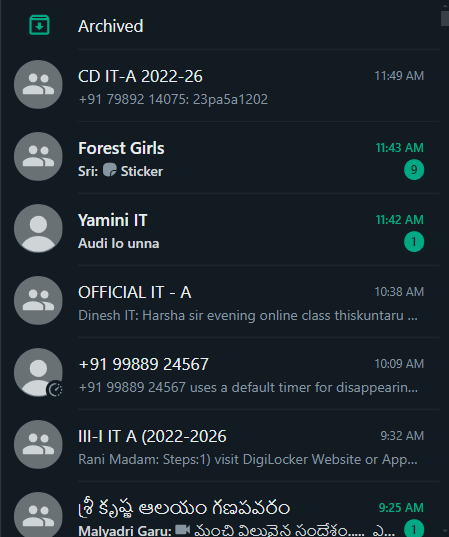 Archived
CD IT-A 2022-26 11:49 AM
+91 79892 14075: 23pa5a1202
Forest Girls 11:43 AM
Sri: Sticker 9
Yamini IT 11:42 AM
Audi lo unna 1
OFFICIAL IT - A 10:38 AM
Dinesh IT: Harsha sir evening online class thiskuntaru ...
+91 99889 24567 10:09 AM
+91 99889 24567 uses a default timer for disappearin...
III-I IT A (2022-2026 9:32 AM
Rani Madam: Steps:1) visit DigiLocker Website or App...
శ్రీ కృష్ణ ఆలయం గణపవరం 9:25 AM
Malyadri Garu: మంచి విలువైన సందేశం..... ఎ... 1